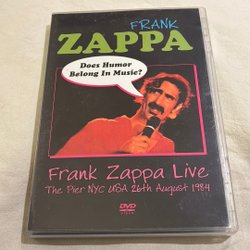 FRANK
ZAPPA
Does Humor
Belong In Music?
Frank Zappa Live
The Pier NYC USA 26th August 1984
DVD